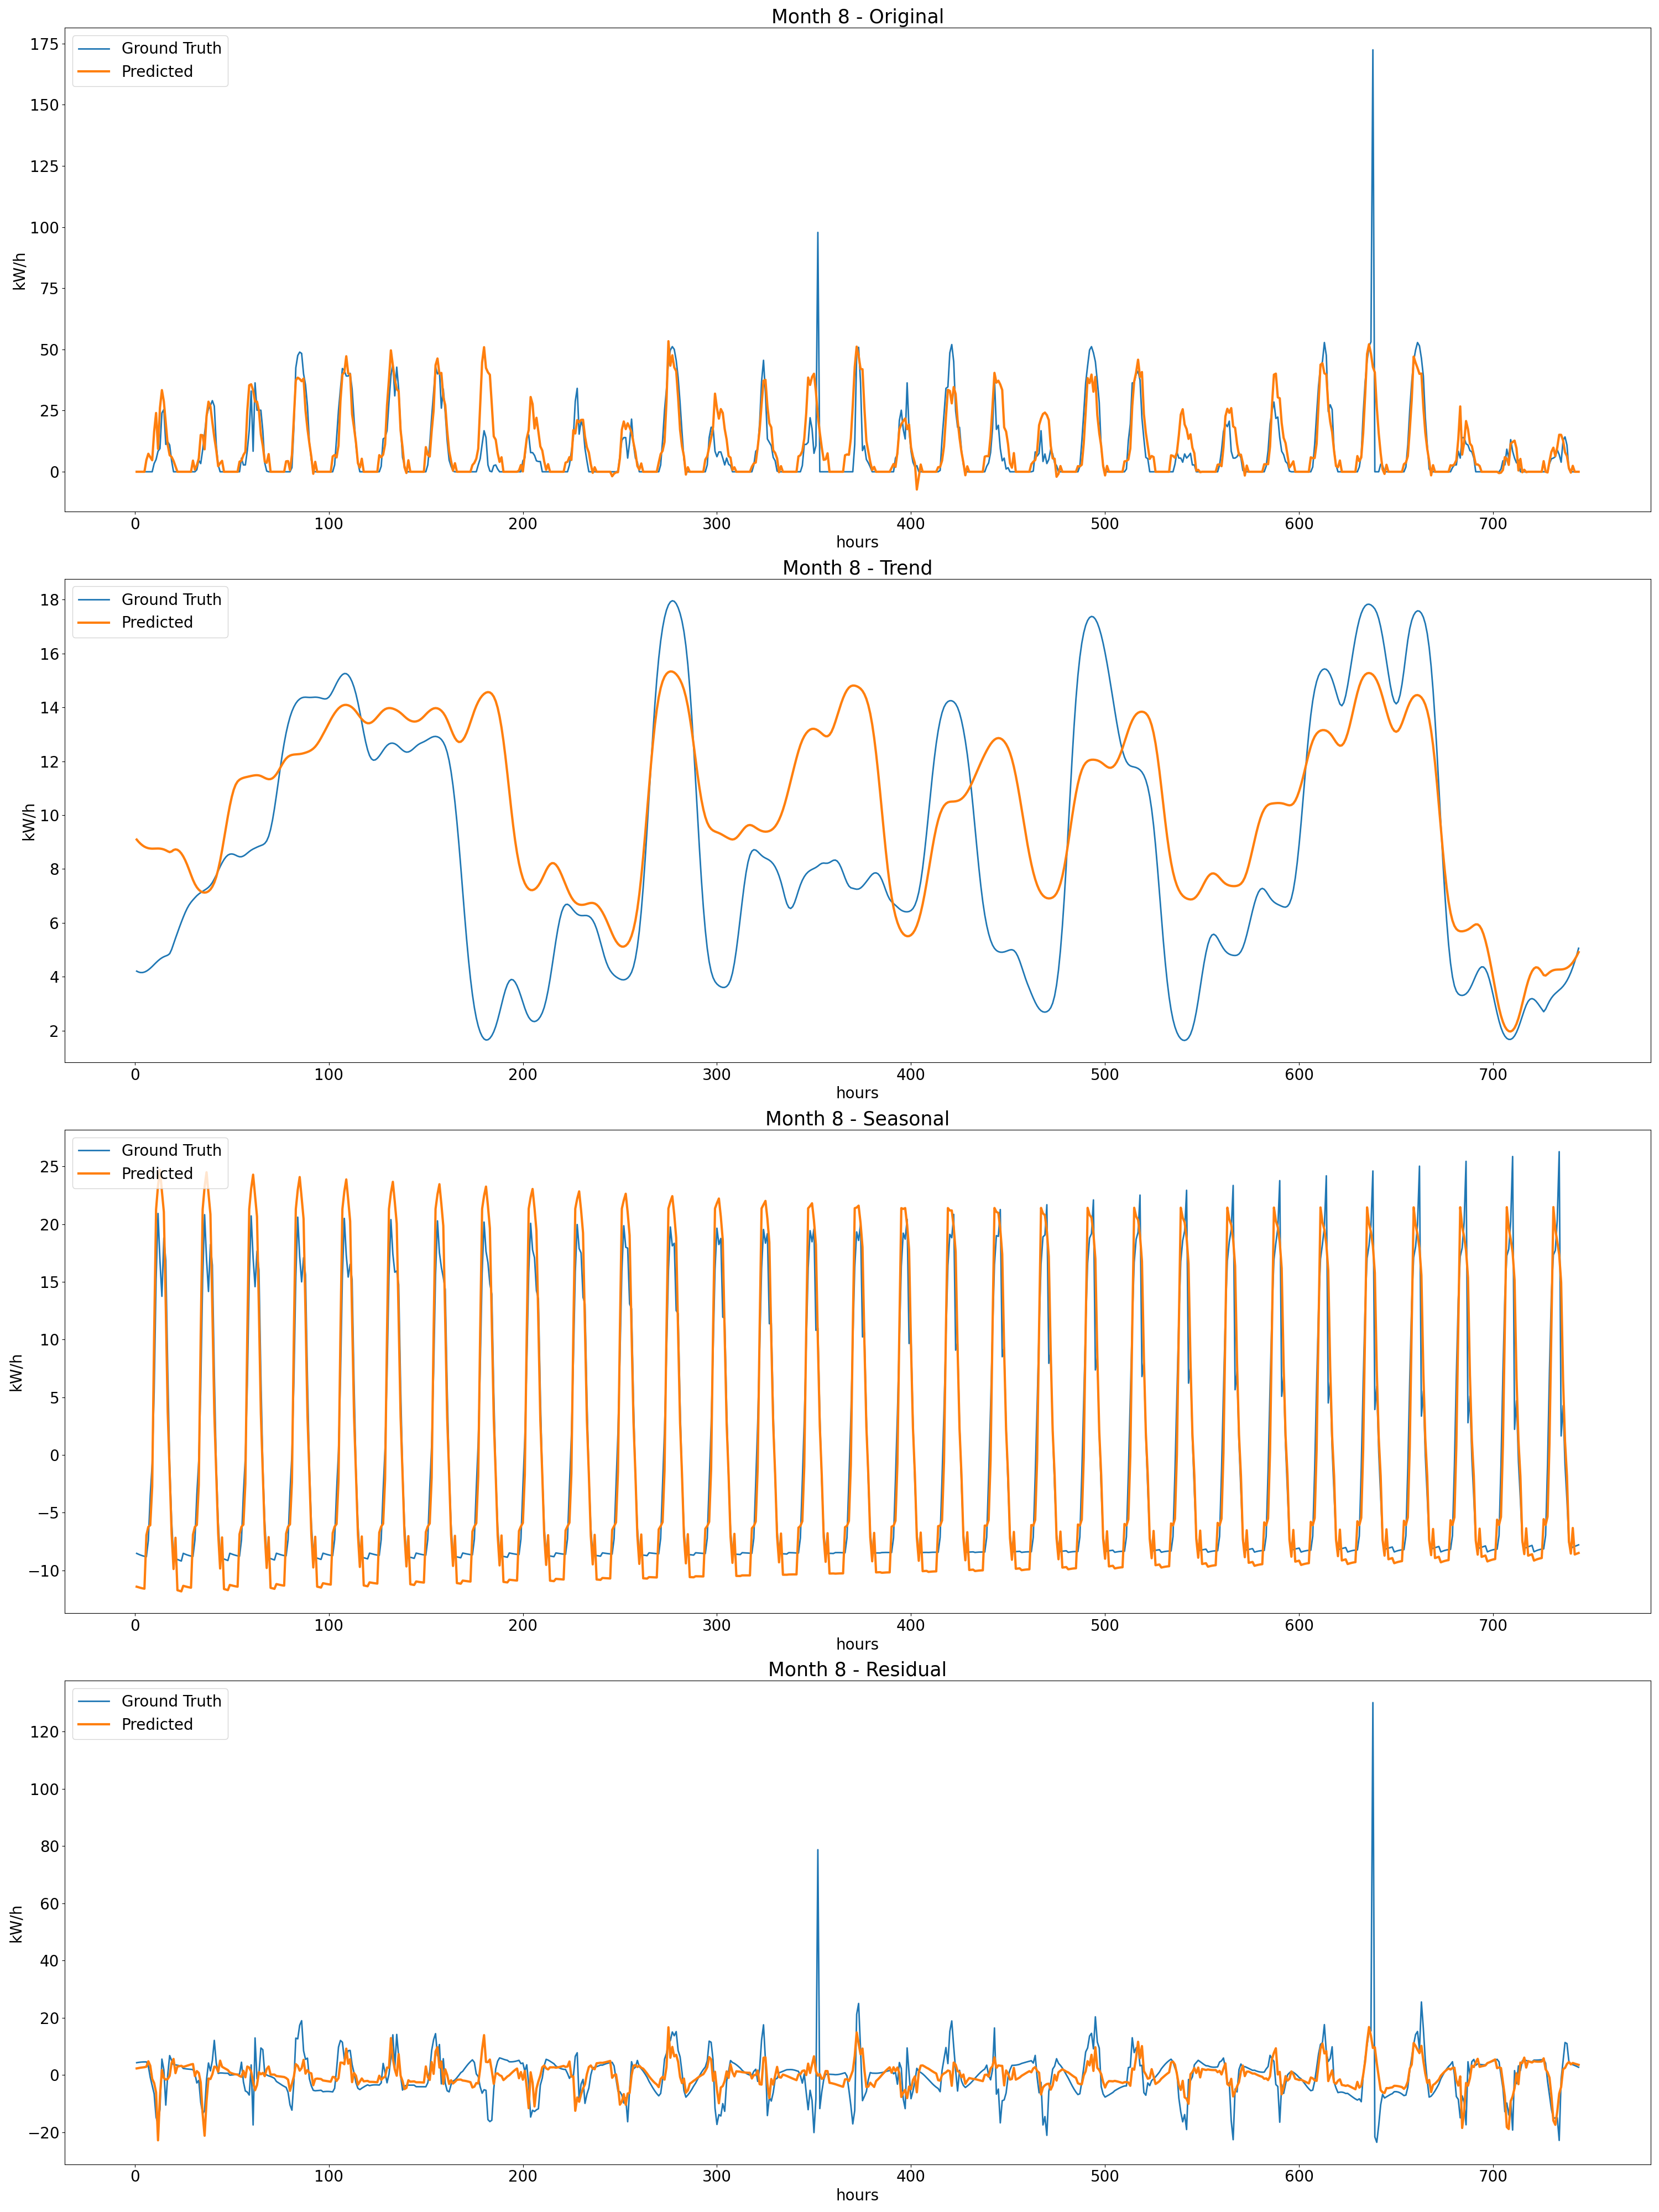 Month 8 - Original
Ground Truth
Predicted
175
150
125
100
75
50
25
0
kW/h
0 100 200 300 400 500 600 700
hours
Month 8 - Trend
Ground Truth
Predicted
18
16
14
12
10
8
6
4
2
kW/h
0 100 200 300 400 500 600 700
hours
Month 8 - Seasonal
Ground Truth
Predicted
25
20
15
10
5
0
−5
−10
kW/h
0 100 200 300 400 500 600 700
hours
Month 8 - Residual
Ground Truth
Predicted
120
100
80
60
40
20
0
−20
kW/h
0 100 200 300 400 500 600 700
hours